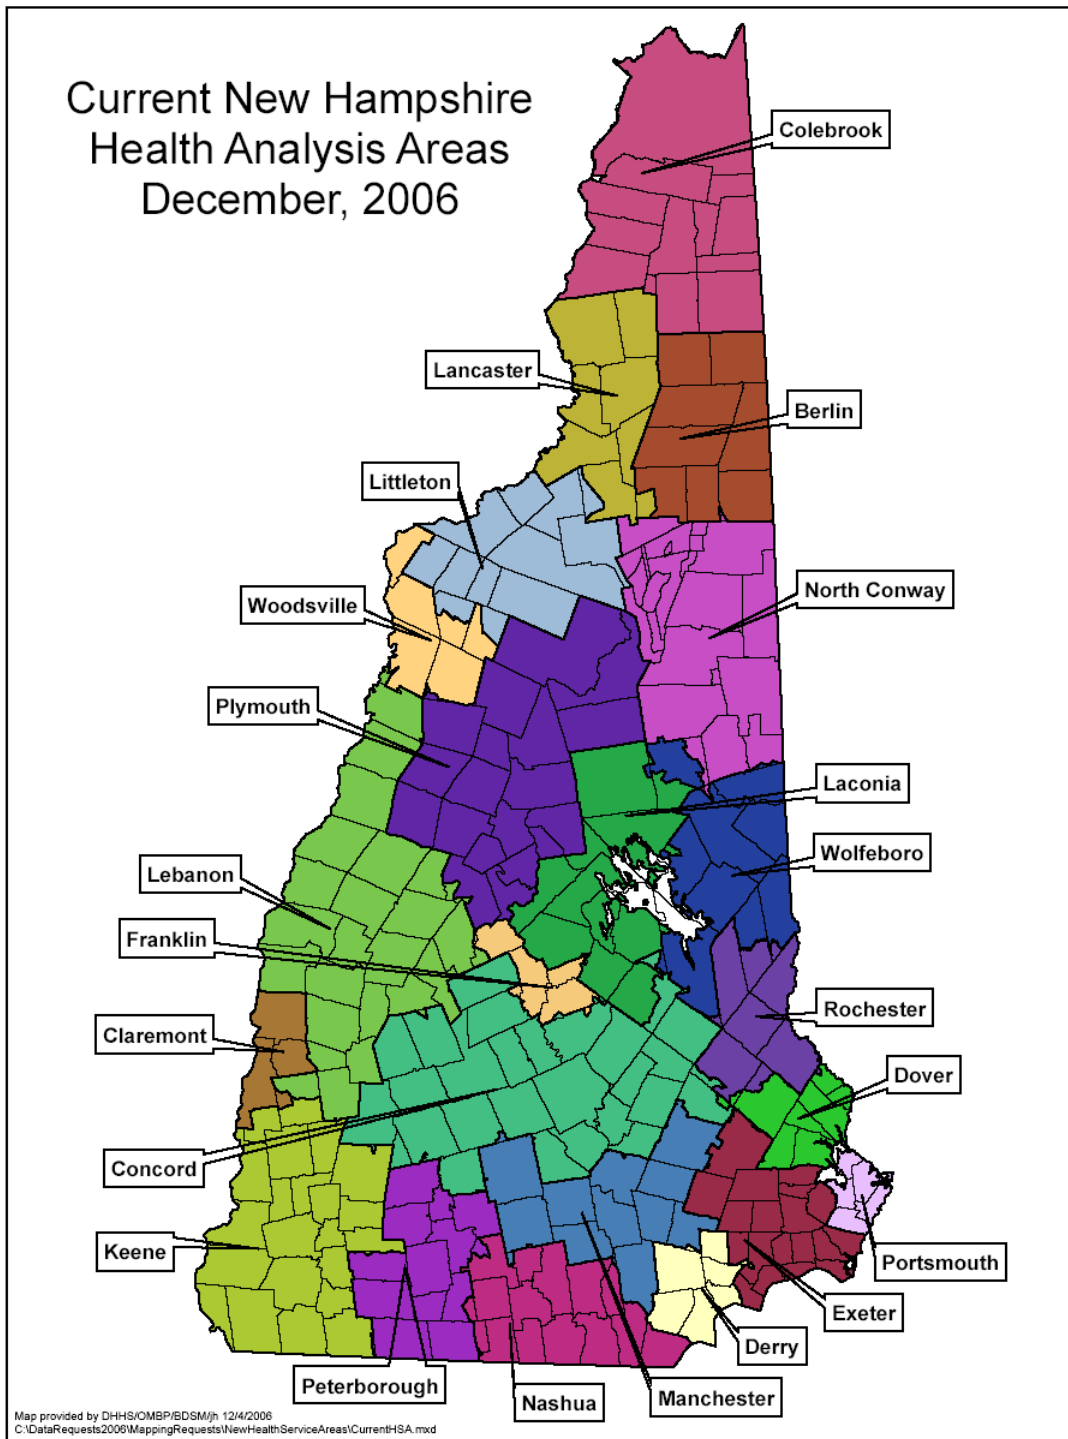 Current New Hampshire
Health Analysis Areas
December, 2006
Colebrook
Lancaster
Berlin
Littleton
North Conway
Woodsville
Plymouth
Laconia
Wolfeboro
Lebanon
Franklin
Rochester
Claremont
Dover
Concord
Keene
Portsmouth
Exeter
Derry
Peterborough
Nashua
Manchester
Map provided by DHHS/OMBP/BDSM/jh 12/4/2006
C:\DataRequests2006\MappingRequests\NewHealthServiceAreas\CurrentHSA.mxd